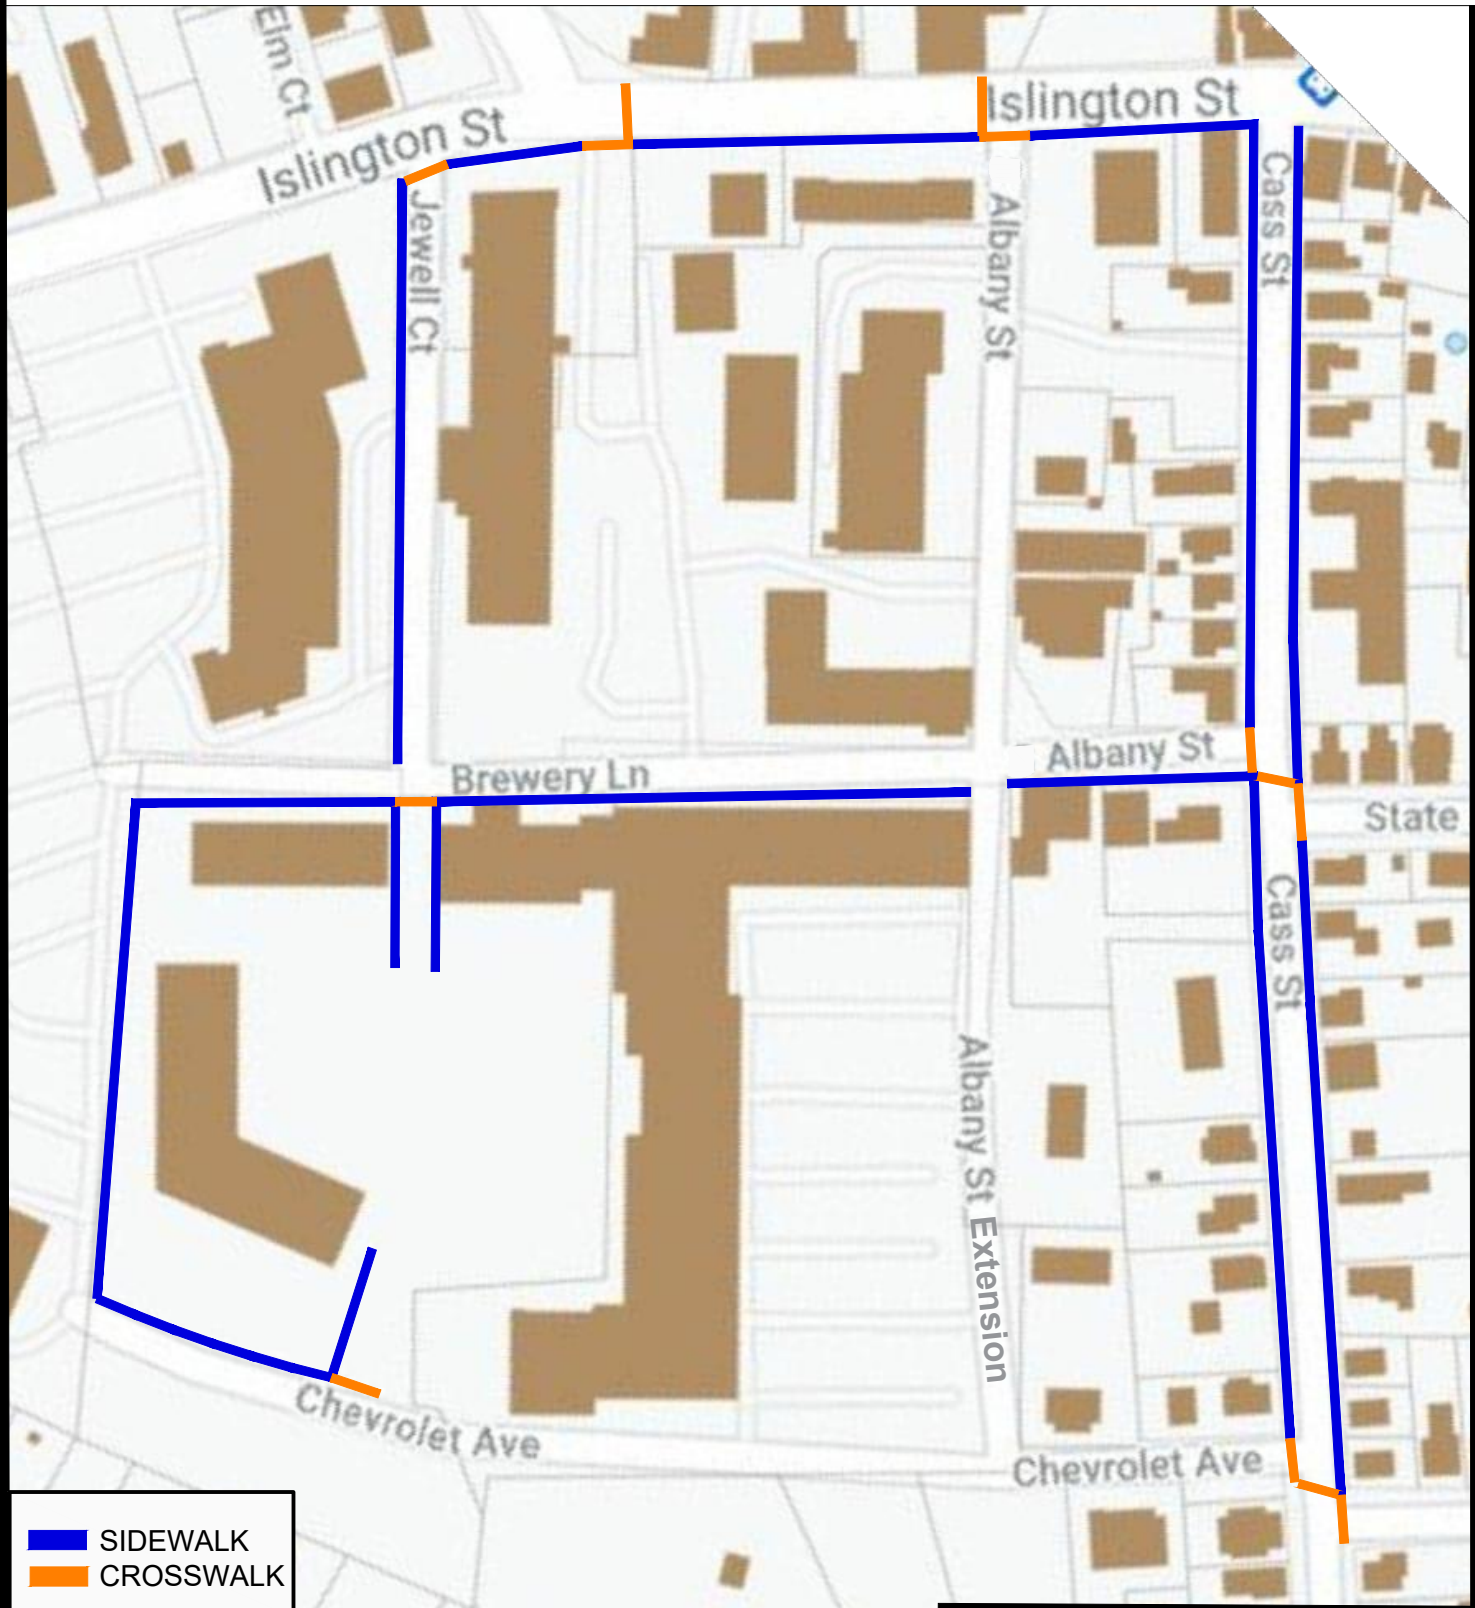 Elm Ct
Islington St
Islington St
Jewell Ct
Albany St
Cass St
Brewery Ln
Albany St
State
Cass St
Albany St Extension
Chevrolet Ave
Chevrolet Ave
SIDEWALK
CROSSWALK